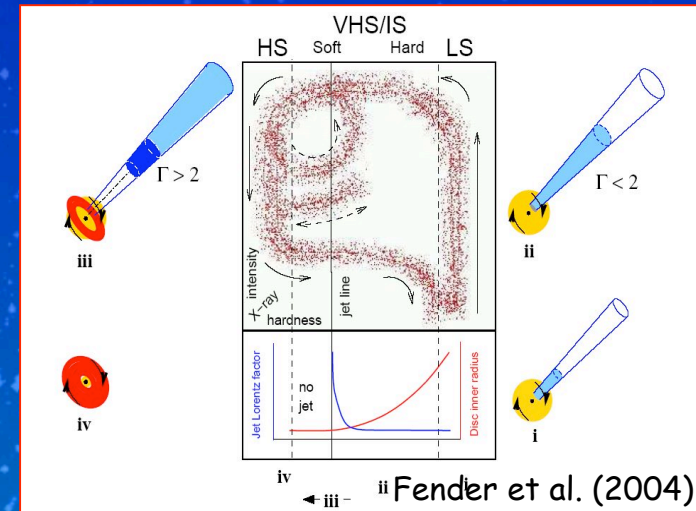 VHS/IS
HS Soft Hard LS
Γ > 2
Γ < 2
iii
ii
X-ray
intensity
hardness
jet line
iv
i
Jet Lorentz factor
no
jet
Disc inner radius
iv
iii
ii
i
Fender et al. (2004)